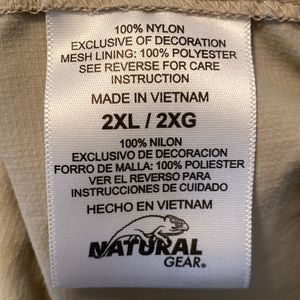 100% NYLON
EXCLUSIVE OF DECORATION
MESH LINING: 100% POLYESTER
SEE REVERSE FOR CARE
INSTRUCTION
MADE IN VIETNAM
2XL / 2XG
100% NILON
EXCLUSIVO DE DECORACION
FORRO DE MALLA: 100% POLIESTER
VER EL REVERSO PARA
INSTRUCCIONES DE CUIDADO
HECHO EN VIETNAM
NATURAL
GEAR®